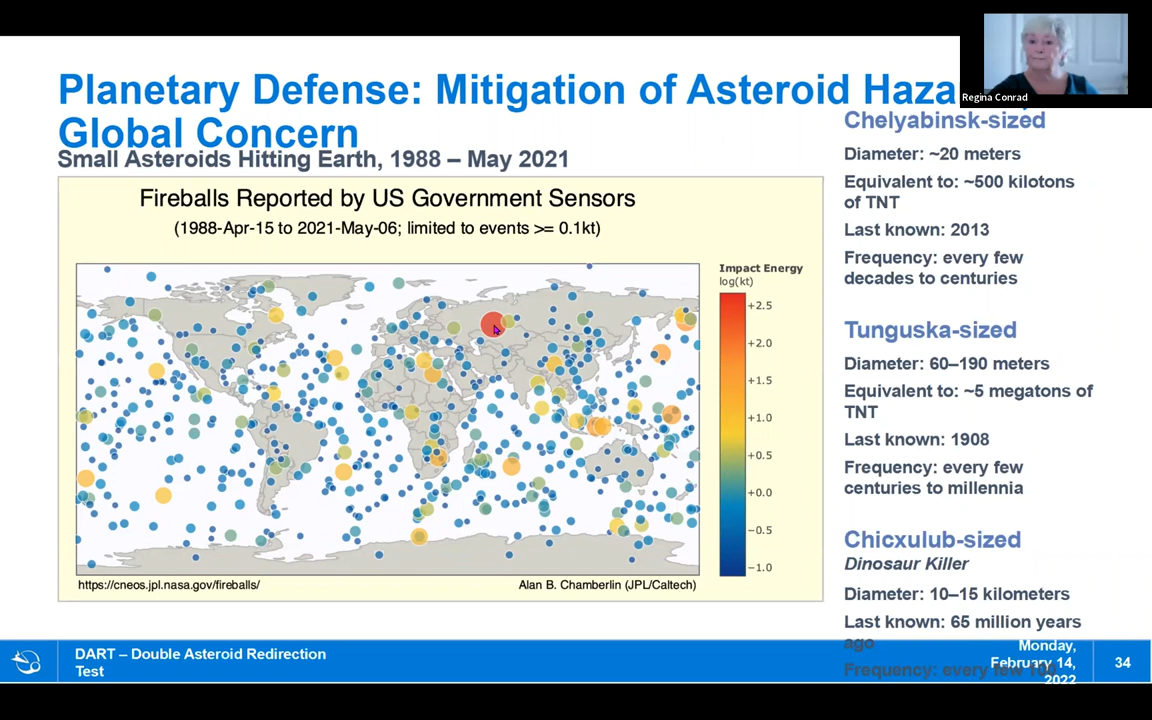 Planetary Defense: Mitigation of Asteroid Haza
Global Concern
Small Asteroids Hitting Earth, 1988 – May 2021
Fireballs Reported by US Government Sensors
(1988-Apr-15 to 2021-May-06; limited to events >= 0.1kt)
Impact Energy
log(kt)
+2.5
+2.0
+1.5
+1.0
+0.5
+0.0
−0.5
−1.0
https://cneos.jpl.nasa.gov/fireballs/
Alan B. Chamberlin (JPL/Caltech)
Regina Conrad
Chelyabinsk-sized
Diameter: ~20 meters
Equivalent to: ~500 kilotons
of TNT
Last known: 2013
Frequency: every few
decades to centuries
Tunguska-sized
Diameter: 60–190 meters
Equivalent to: ~5 megatons of
TNT
Last known: 1908
Frequency: every few
centuries to millennia
Chicxulub-sized
Dinosaur Killer
Diameter: 10–15 kilometers
Last known: 65 million years
ago
Frequency: every few 100
DART – Double Asteroid Redirection
Test
Monday,
February 14,
2022
34